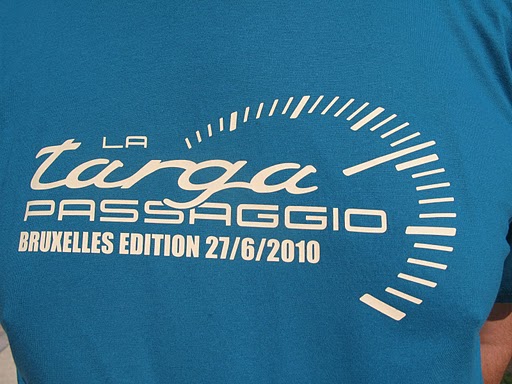 LA
targa
PASSAGGIO
BRUXELLES EDITION 27/6/2010